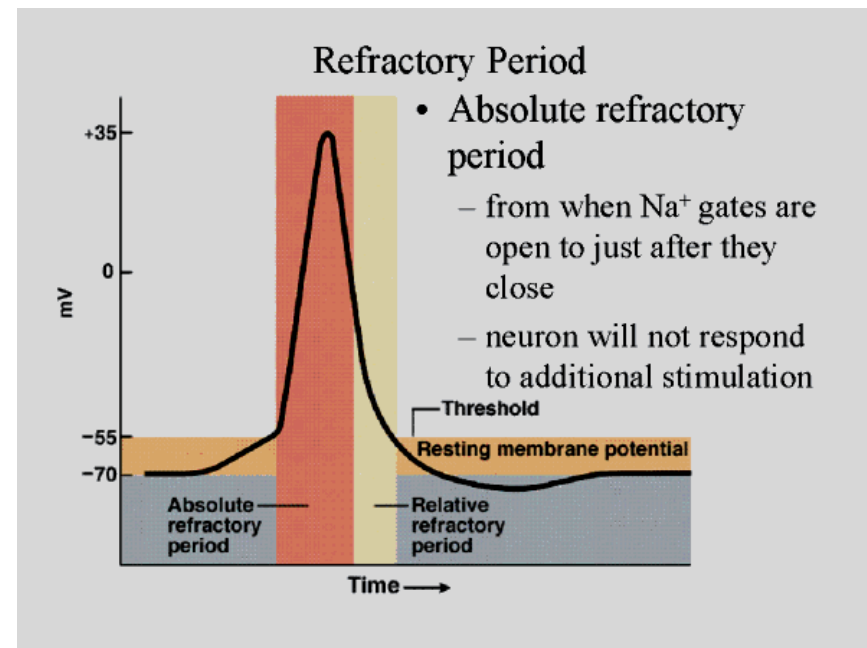 Refractory Period
• Absolute refractory
period
– from when Na⁺ gates are
open to just after they
close
– neuron will not respond
to additional stimulation
+35
0
mV
−55
−70
Threshold
Resting membrane potential
Absolute
refractory
period
Relative
refractory
period
Time